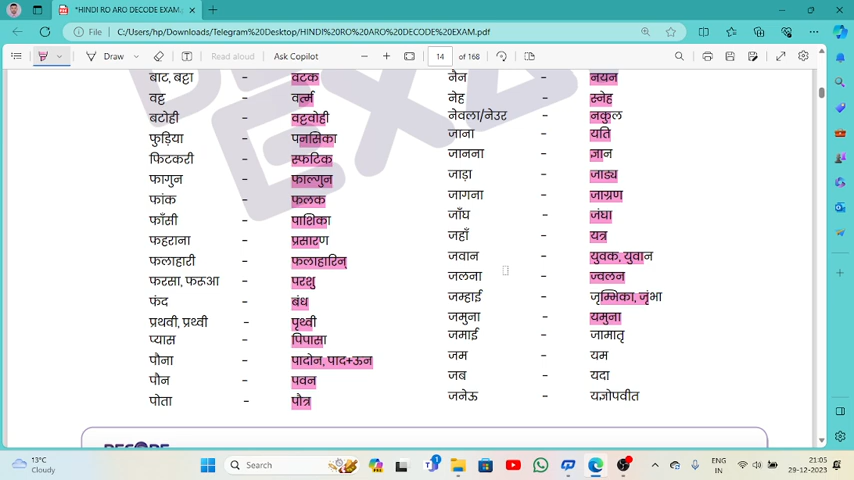 *HINDI RO ARO DECODE EXAM.
File C:/Users/hp/Downloads/Telegram%20Desktop/HINDI%20RO%20ARO%20DECODE%20EXAM.pdf
Draw Read aloud Ask Copilot 14 of 168
बाट, बट्टा - वटक
वट्ट - वर्त्म
बटोही - वट्टवोही
फुड़िया - पनसिका
फिटकरी - स्फटिक
फागुन - फाल्गुन
फांक - फलक
फाँसी - पाशिका
फहराना - प्रसारण
फलाहारी - फलाहारिन्
फरसा, फरूआ - परशु
फंद - बंध
प्रथवी, प्रथ्वी - पृथ्वी
प्यास - पिपासा
पौना - पादोन, पाद+ऊन
पौन - पवन
पोता - पौत्र
नैन - नयन
नेह - स्नेह
नेवला/नेउर - नकुल
जाना - यति
जानना - ज्ञान
जाड़ा - जाड्य
जागना - जाग्रण
जाँघ - जंघा
जहाँ - यत्र
जवान - युवक, युवान
जलना - ज्वलन
जम्हाई - जृम्भिका, जृंभा
जमुना - यमुना
जमाई - जामातृ
जम - यम
जब - यदा
जनेऊ - यज्ञोपवीत
13°C
Cloudy
Search
ENG
IN
21:05
29-12-2023